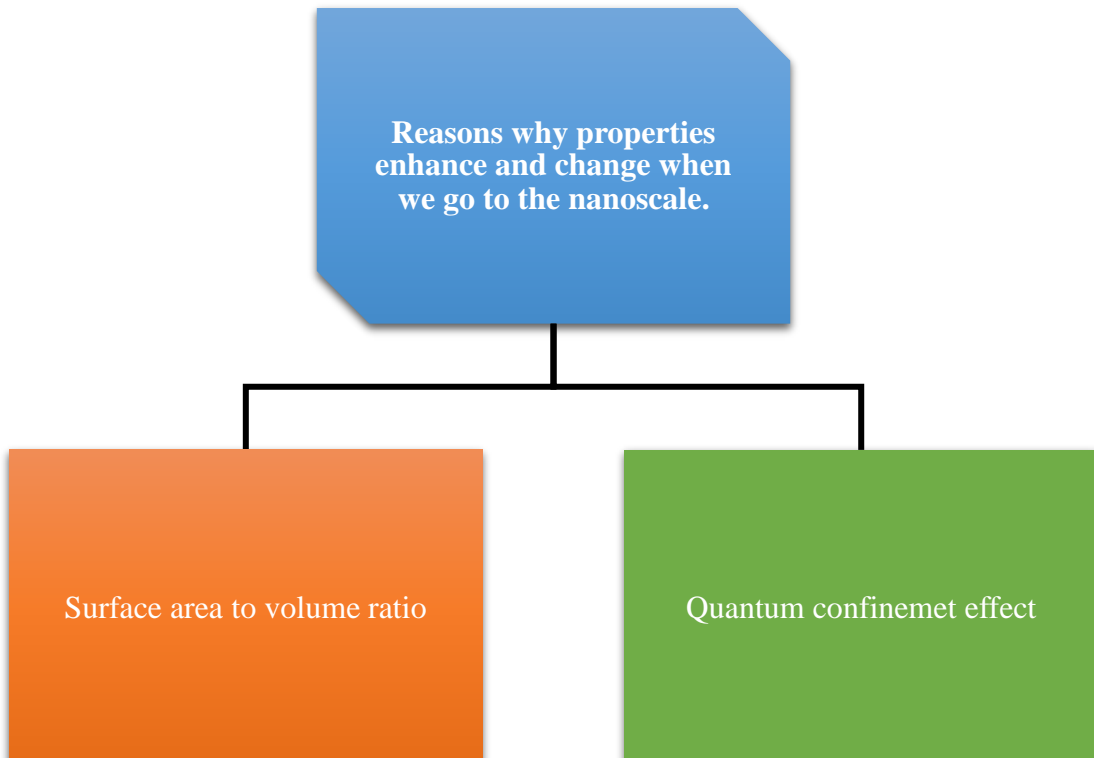 Reasons why properties
enhance and change when
we go to the nanoscale.
Surface area to volume ratio
Quantum confinemet effect